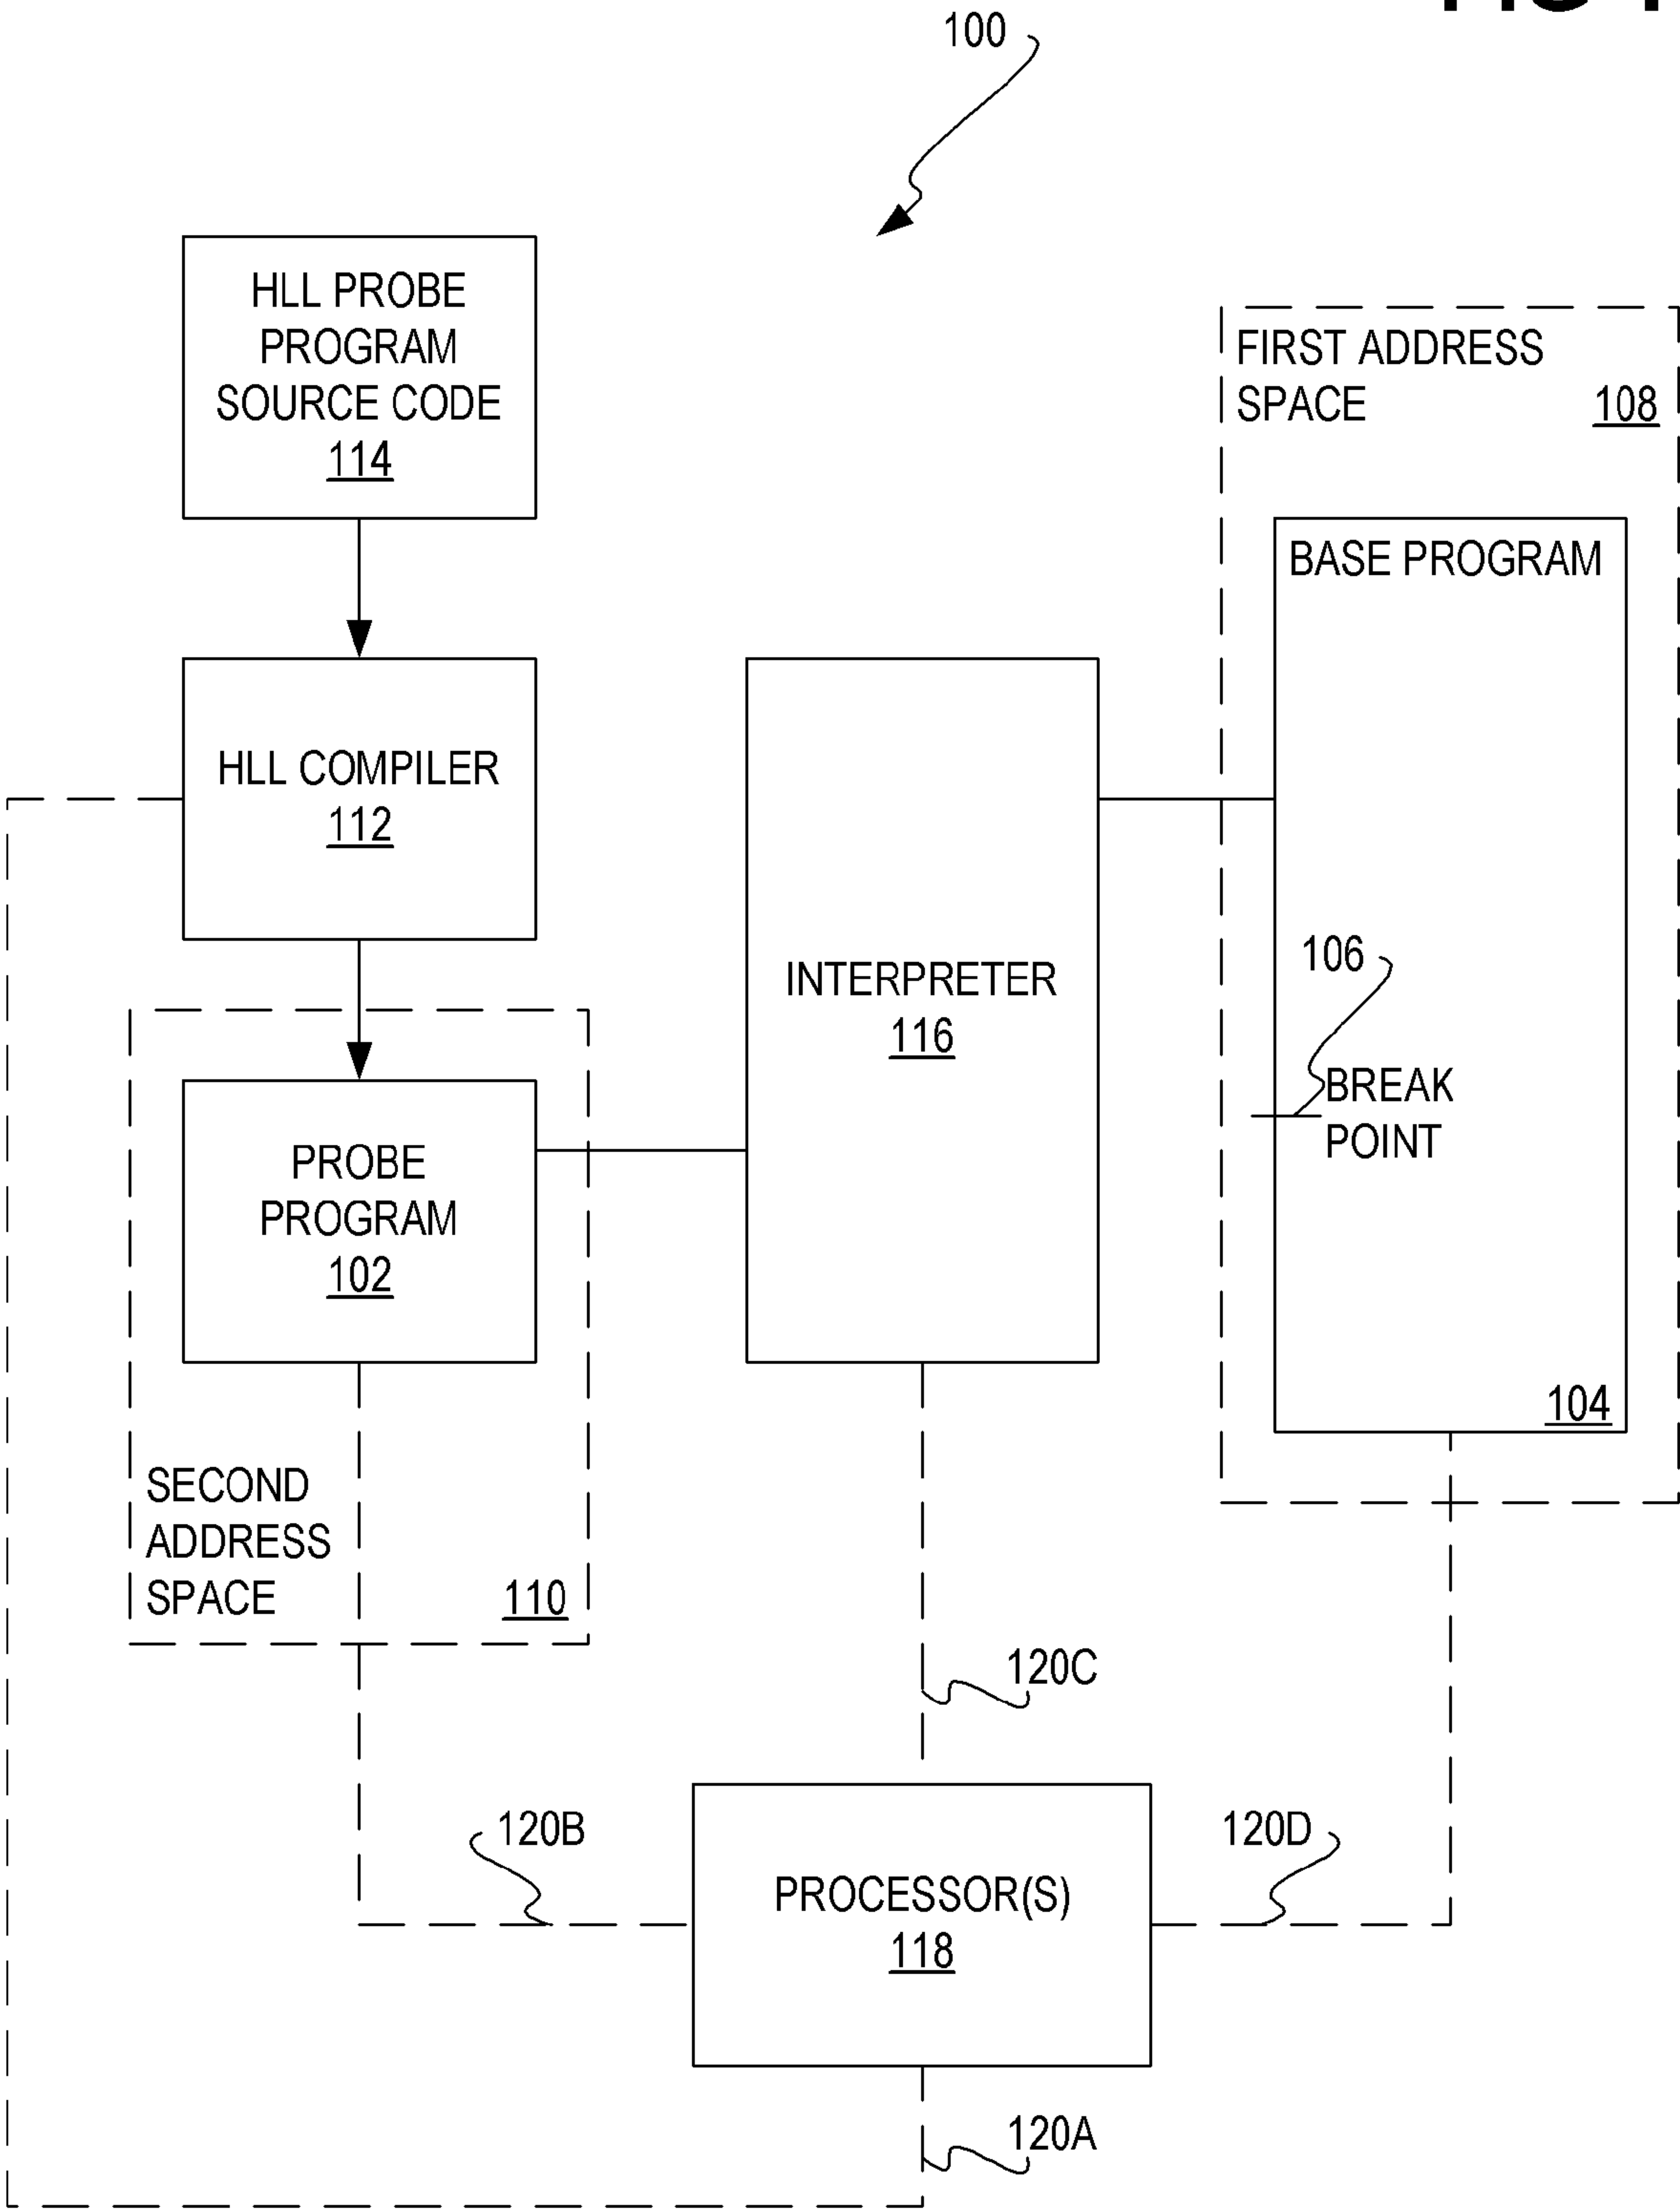 100
HLL PROBE
PROGRAM
SOURCE CODE
114
FIRST ADDRESS
SPACE
108
BASE PROGRAM
HLL COMPILER
112
INTERPRETER
116
106
BREAK
POINT
PROBE
PROGRAM
102
104
SECOND
ADDRESS
SPACE
110
120C
120B
120D
PROCESSOR(S)
118
120A